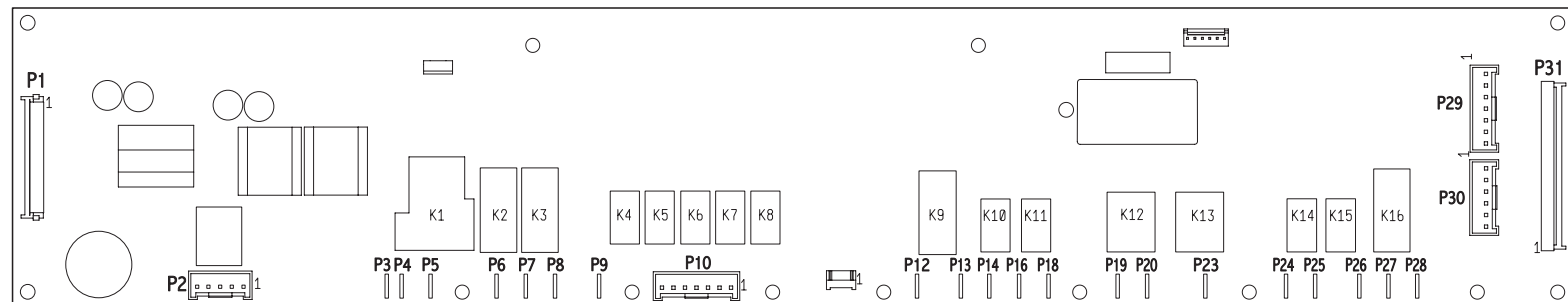 P1
1
P2
1
P3 P4 P5 P6 P7 P8 P9 P10
1
K1 K2 K3 K4 K5 K6 K7 K8
1
K9 K10 K11 K12 K13 K14 K15 K16
P12 P13 P14 P16 P18 P19 P20 P23 P24 P25 P26 P27 P28
1
P29
1
P30
P31
1